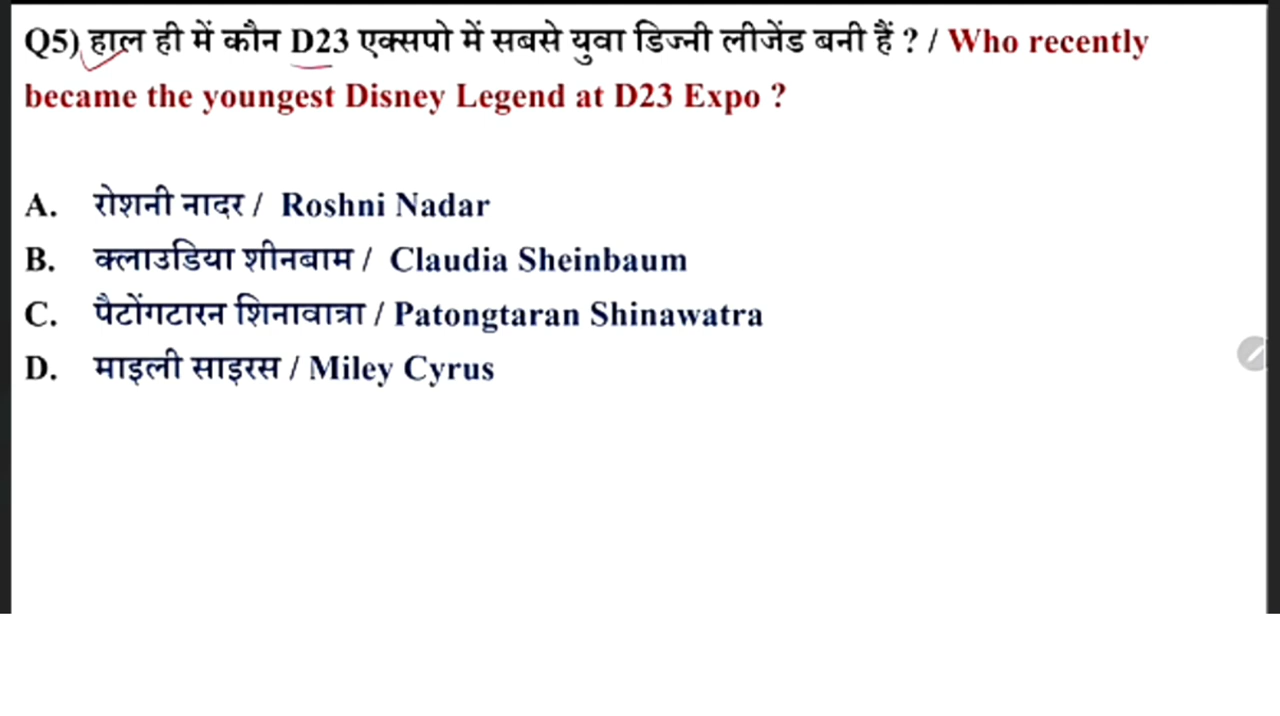 Q5) हाल ही में कौन D23 एक्सपो में सबसे युवा डिज्नी लीजेंड बनी हैं ? / Who recently
became the youngest Disney Legend at D23 Expo ?
A. रोशनी नादर / Roshni Nadar
B. क्लाउडिया शीनबाम / Claudia Sheinbaum
C. पैटोंगटारन शिनावात्रा / Patongtaran Shinawatra
D. माइली साइरस / Miley Cyrus